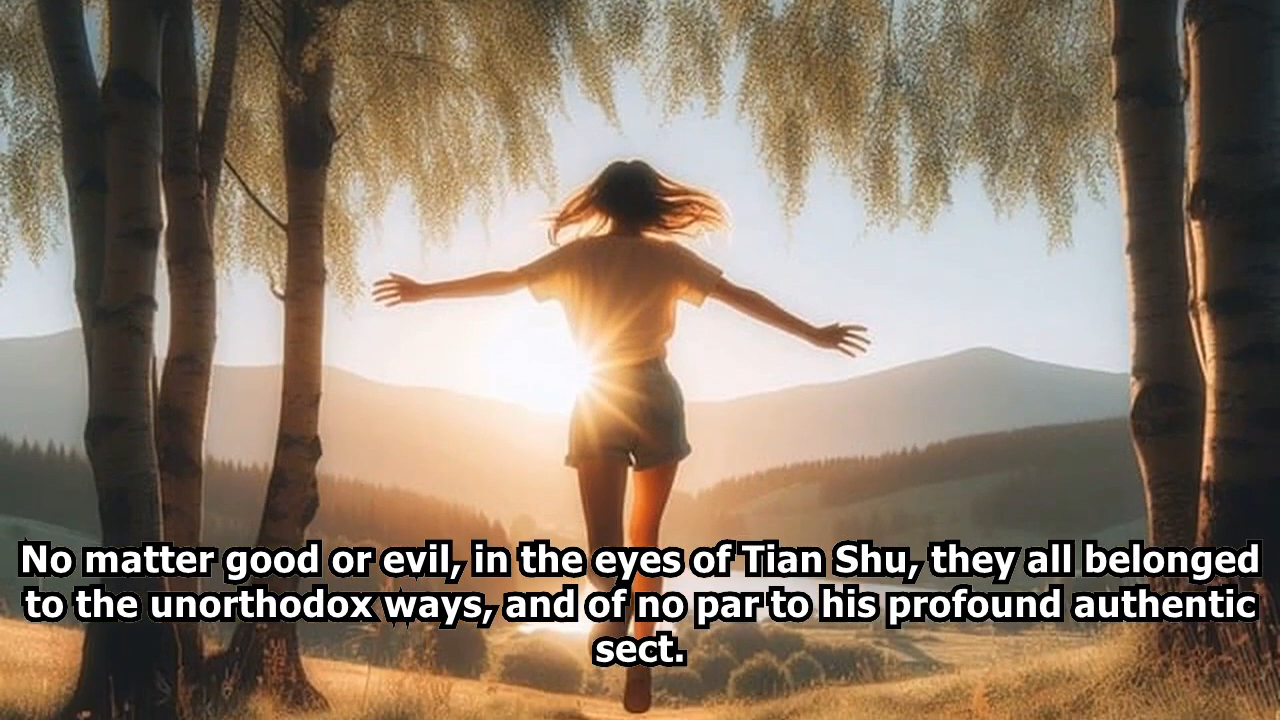 No matter good or evil, in the eyes of Tian Shu, they all belonged
to the unorthodox ways, and of no par to his profound authentic
sect.